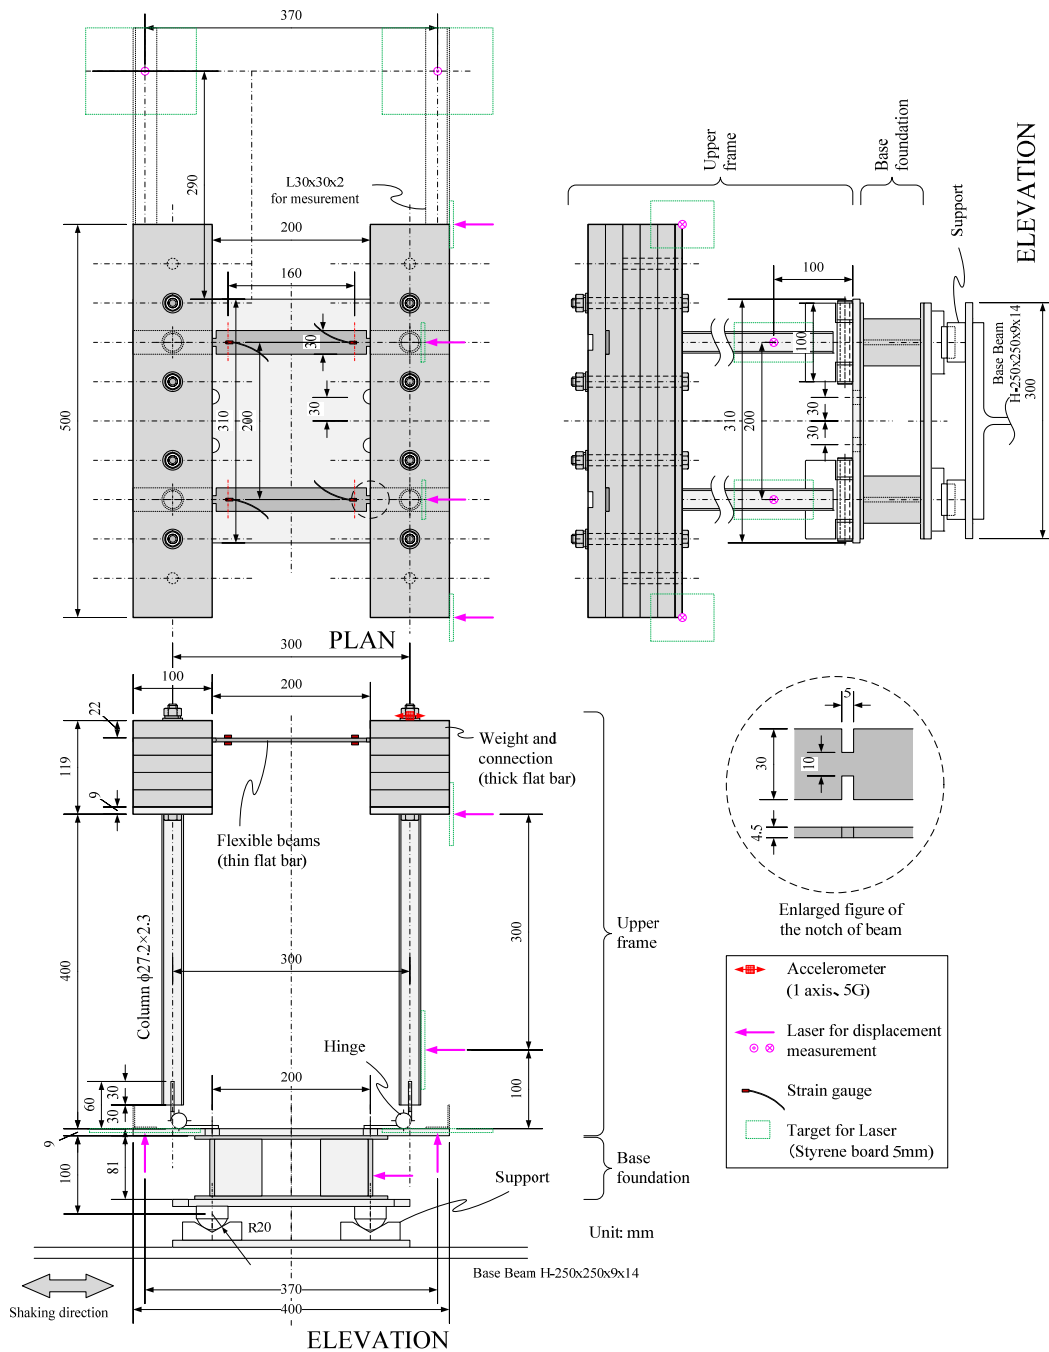 370
290
L30x30x2
for mesurement
200
160
30
30
310
200
500
PLAN
Upper
frame
Base
foundation
Support
ELEVATION
100
100
310
200
30
30
Base Beam
H-250x250x9x14
300
300
100
200
22
119
9
Weight and
connection
(thick flat bar)
Flexible beams
(thin flat bar)
Column ϕ27.2×2.3
400
300
300
Upper
frame
Hinge
200
100
60
30
30
9
100
81
Base
foundation
Support
R20
Unit: mm
Base Beam H-250x250x9x14
370
400
Shaking direction
ELEVATION
5
30
10
4.5
Enlarged figure of
the notch of beam
Accelerometer
(1 axis、5G)
Laser for displacement
measurement
Strain gauge
Target for Laser
(Styrene board 5mm)